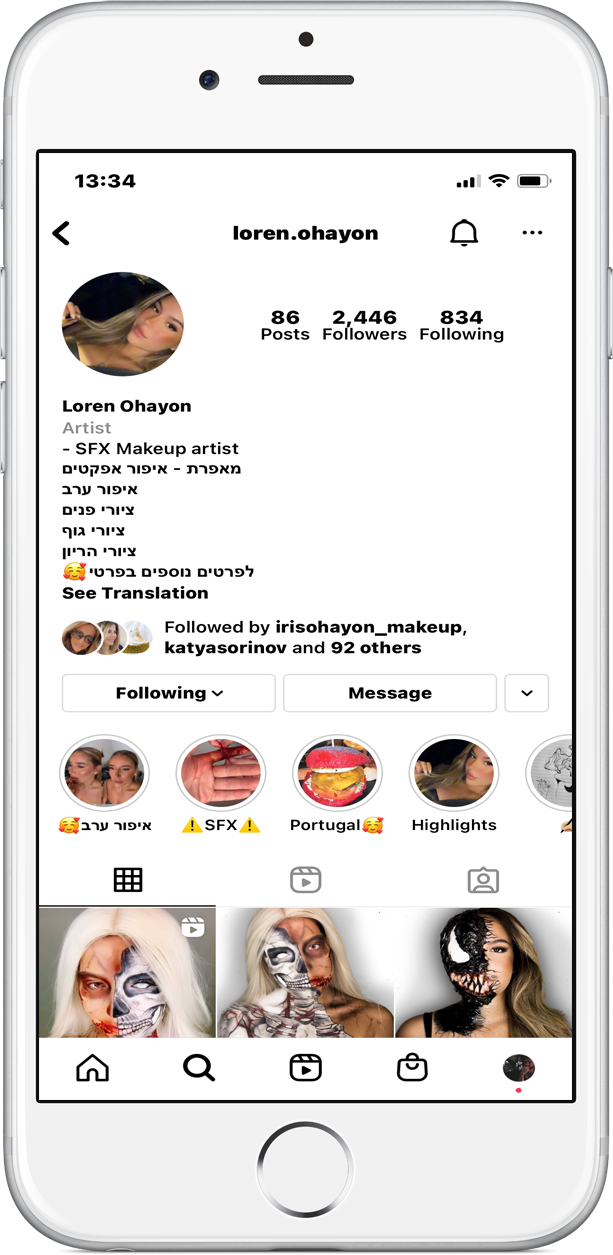 13:34
loren.ohayon
86 2,446 834
Posts Followers Following
Loren Ohayon
Artist
- SFX Makeup artist
מאפרת - איפור אפקטים
איפור ערב
ציורי פנים
ציורי גוף
ציורי הריון
לפרטים נוספים בפרטי🥰
See Translation
Followed by irisohayon_makeup,
katyasorinov and 92 others
Following Message
איפור ערב🥰 ⚠️SFX⚠️ Portugal🥰 Highlights